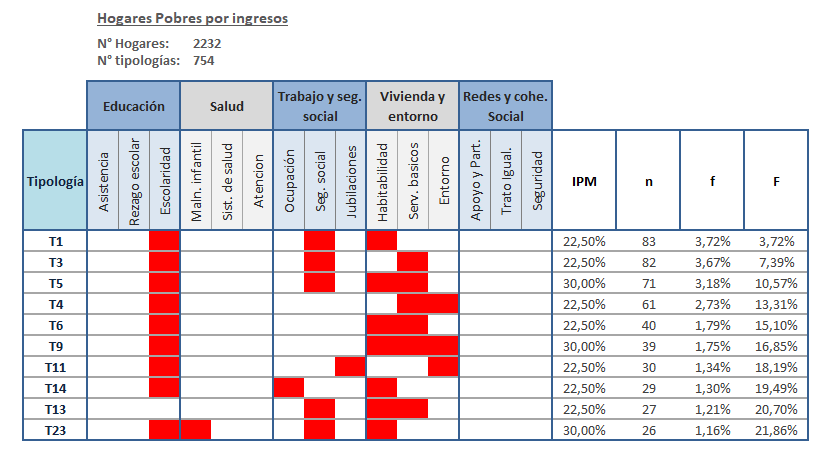 Hogares Pobres por ingresos
N° Hogares: 2232
N° tipologías: 754
Educación Salud Trabajo y seg. social Vivienda y entorno Redes y cohe. Social
Tipología Asistencia Rezago escolar Escolaridad Maln. infantil Sist. de salud Atencion Ocupación Seg. social Jubilaciones Habitabilidad Serv. basicos Entorno Apoyo y Part. Trato Igual. Seguridad IPM n f F
T1 22,50% 83 3,72% 3,72%
T3 22,50% 82 3,67% 7,39%
T5 30,00% 71 3,18% 10,57%
T4 22,50% 61 2,73% 13,31%
T6 22,50% 40 1,79% 15,10%
T9 30,00% 39 1,75% 16,85%
T11 22,50% 30 1,34% 18,19%
T14 22,50% 29 1,30% 19,49%
T13 22,50% 27 1,21% 20,70%
T23 30,00% 26 1,16% 21,86%